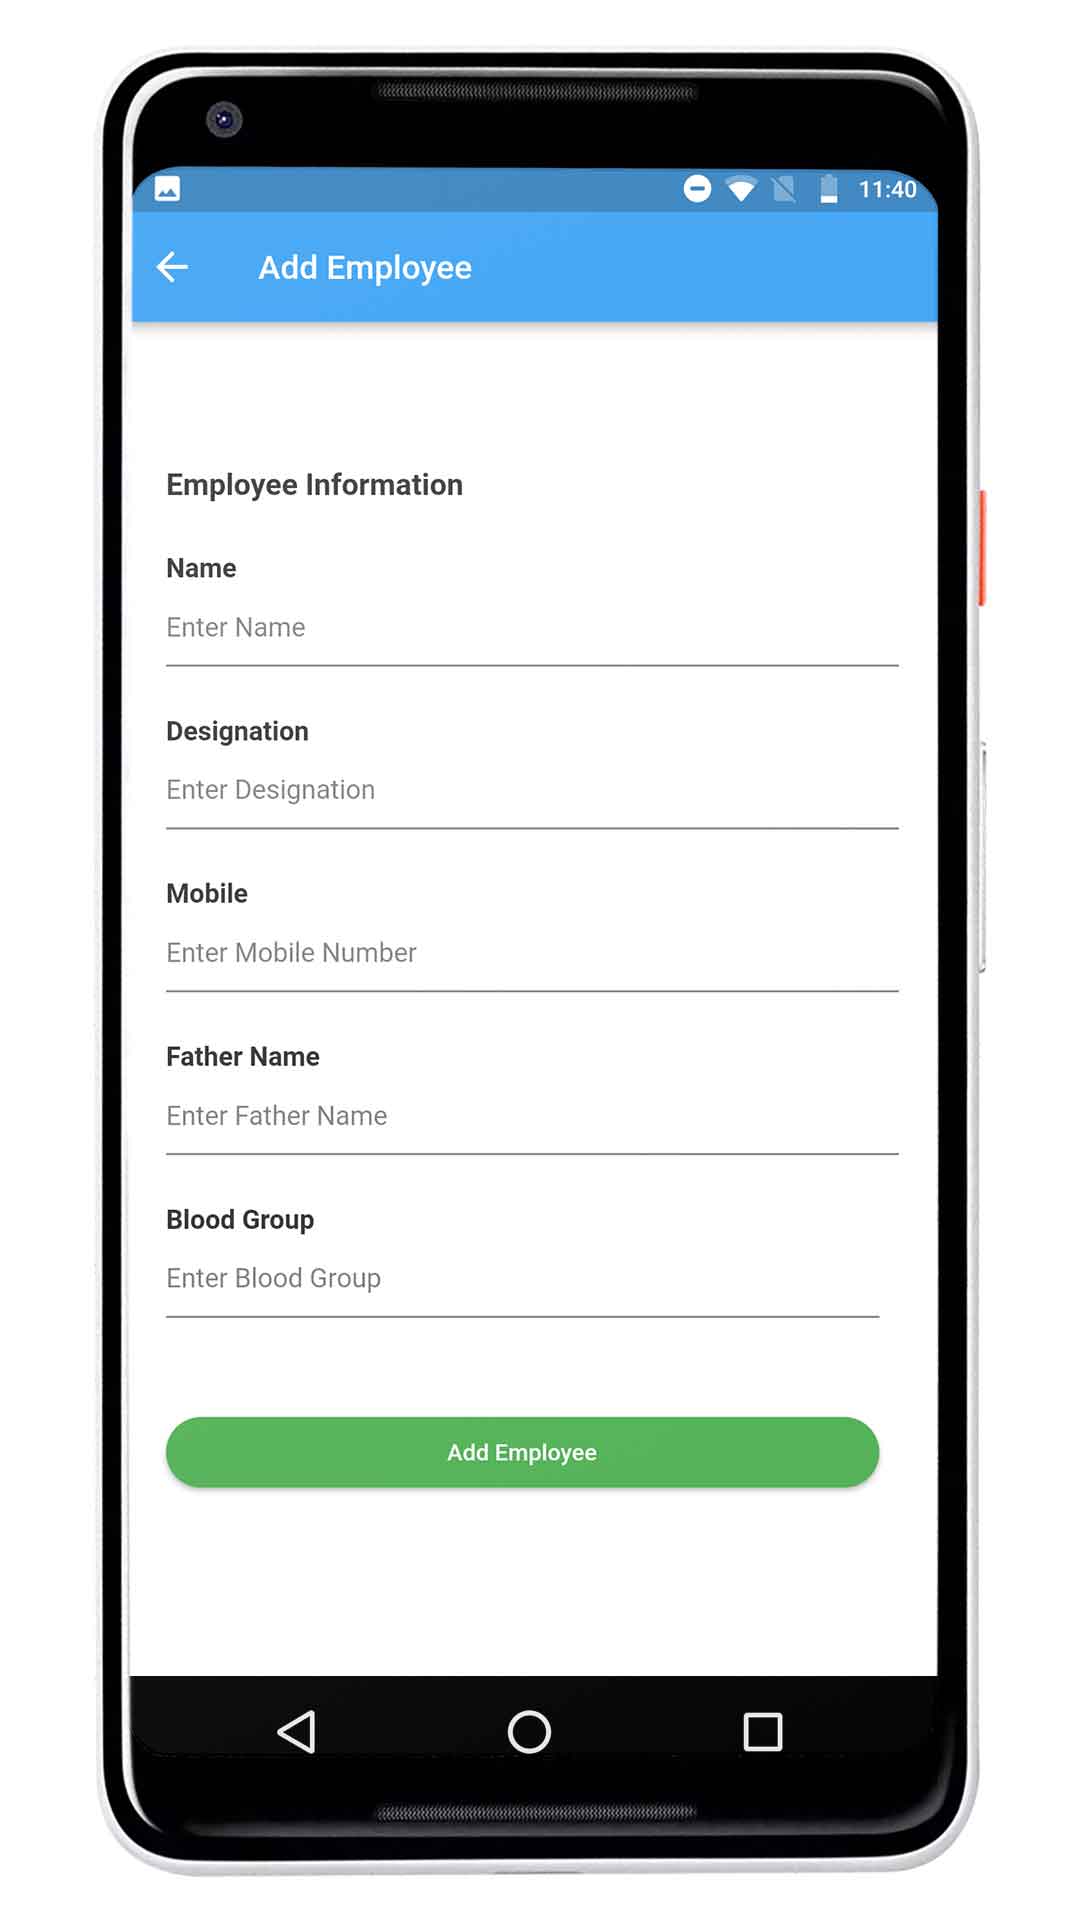 11:40
Add Employee
Employee Information
Name
Enter Name
Designation
Enter Designation
Mobile
Enter Mobile Number
Father Name
Enter Father Name
Blood Group
Enter Blood Group
Add Employee